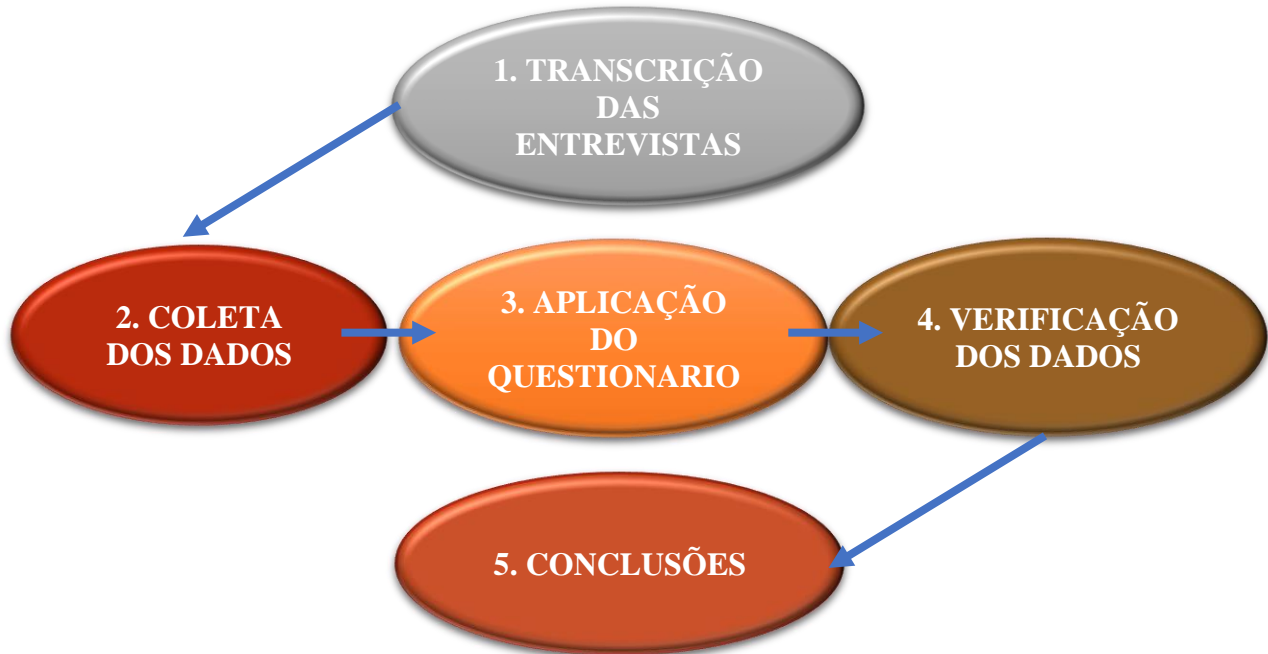 1. TRANSCRIÇÃO
DAS
ENTREVISTAS
2. COLETA
DOS DADOS
3. APLICAÇÃO
DO
QUESTIONARIO
4. VERIFICAÇÃO
DOS DADOS
5. CONCLUSÕES